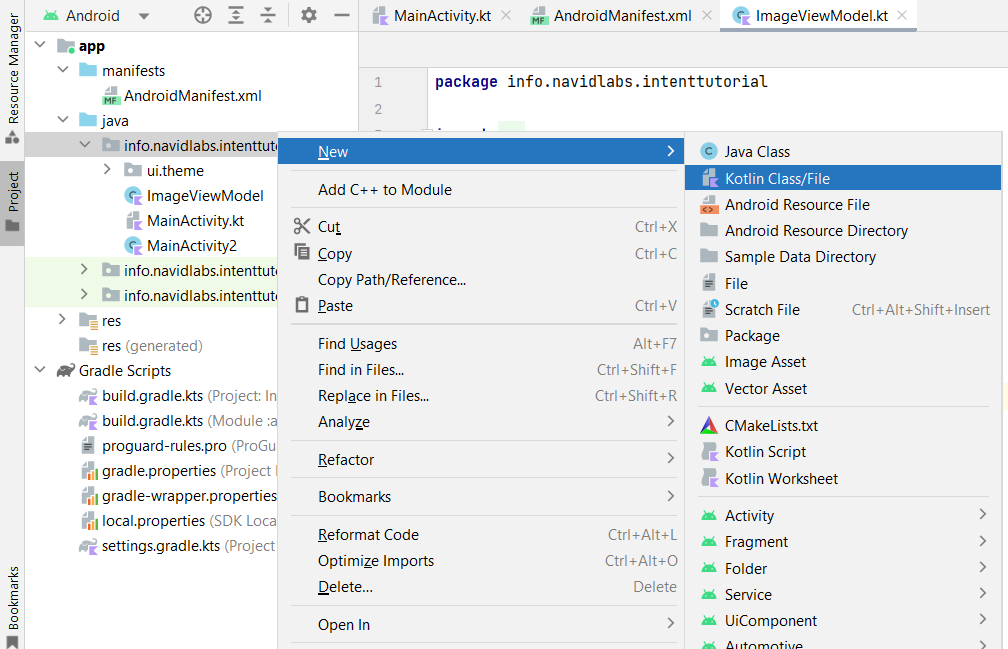 Resource Manager
Project
Bookmarks
Android
app
manifests
MF AndroidManifest.xml
java
info.navidlabs.intenttuto
ui.theme
ImageViewModel
MainActivity.kt
MainActivity2
info.navidlabs.intenttuto
info.navidlabs.intenttuto
res
res (generated)
Gradle Scripts
build.gradle.kts (Project: In
build.gradle.kts (Module :a
proguard-rules.pro (ProGu
gradle.properties (Project
gradle-wrapper.properties
local.properties (SDK Loca
settings.gradle.kts (Project
MainActivity.kt
MF AndroidManifest.xml
ImageViewModel.kt
1 package info.navidlabs.intenttutorial
2
New
Add C++ to Module
Cut Ctrl+X
Copy Ctrl+C
Copy Path/Reference...
Paste Ctrl+V
Find Usages Alt+F7
Find in Files... Ctrl+Shift+F
Replace in Files... Ctrl+Shift+R
Analyze
Refactor
Bookmarks
Reformat Code Ctrl+Alt+L
Optimize Imports Ctrl+Alt+O
Delete... Delete
Open In
Java Class
Kotlin Class/File
Android Resource File
Android Resource Directory
Sample Data Directory
File
Scratch File Ctrl+Alt+Shift+Insert
Package
Image Asset
Vector Asset
CMakeLists.txt
Kotlin Script
Kotlin Worksheet
Activity
Fragment
Folder
Service
UiComponent
Automotive